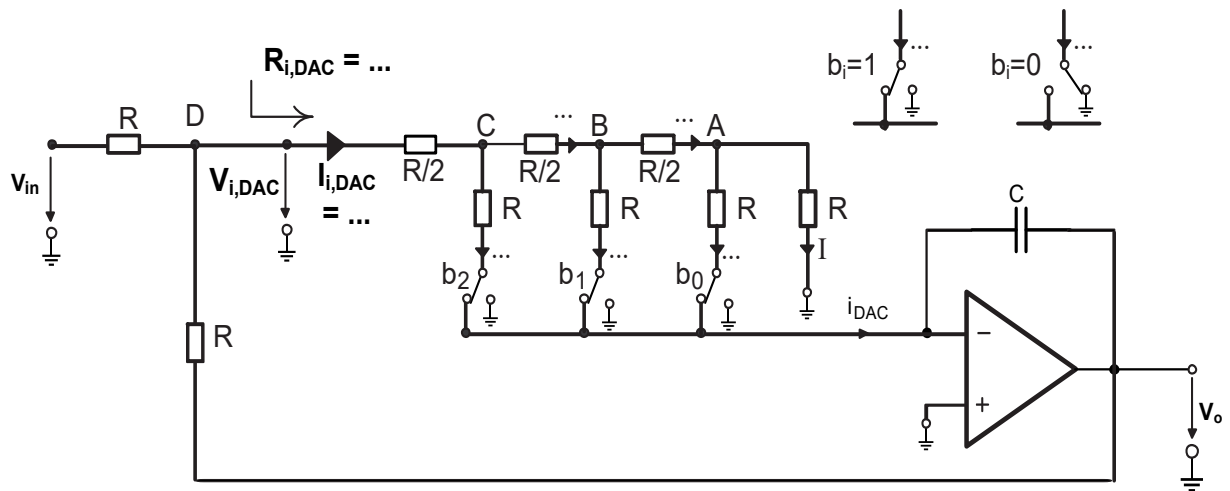 R_i,DAC = ...
b_i=1
...
b_i=0
...
R
D
V_in
V_i,DAC
I_i,DAC
= ...
R/2
C
...
R/2
B
...
R/2
A
R
R
R
R
I
...
...
...
b_2
b_1
b_0
i_DAC
C
−
+
V_o
R